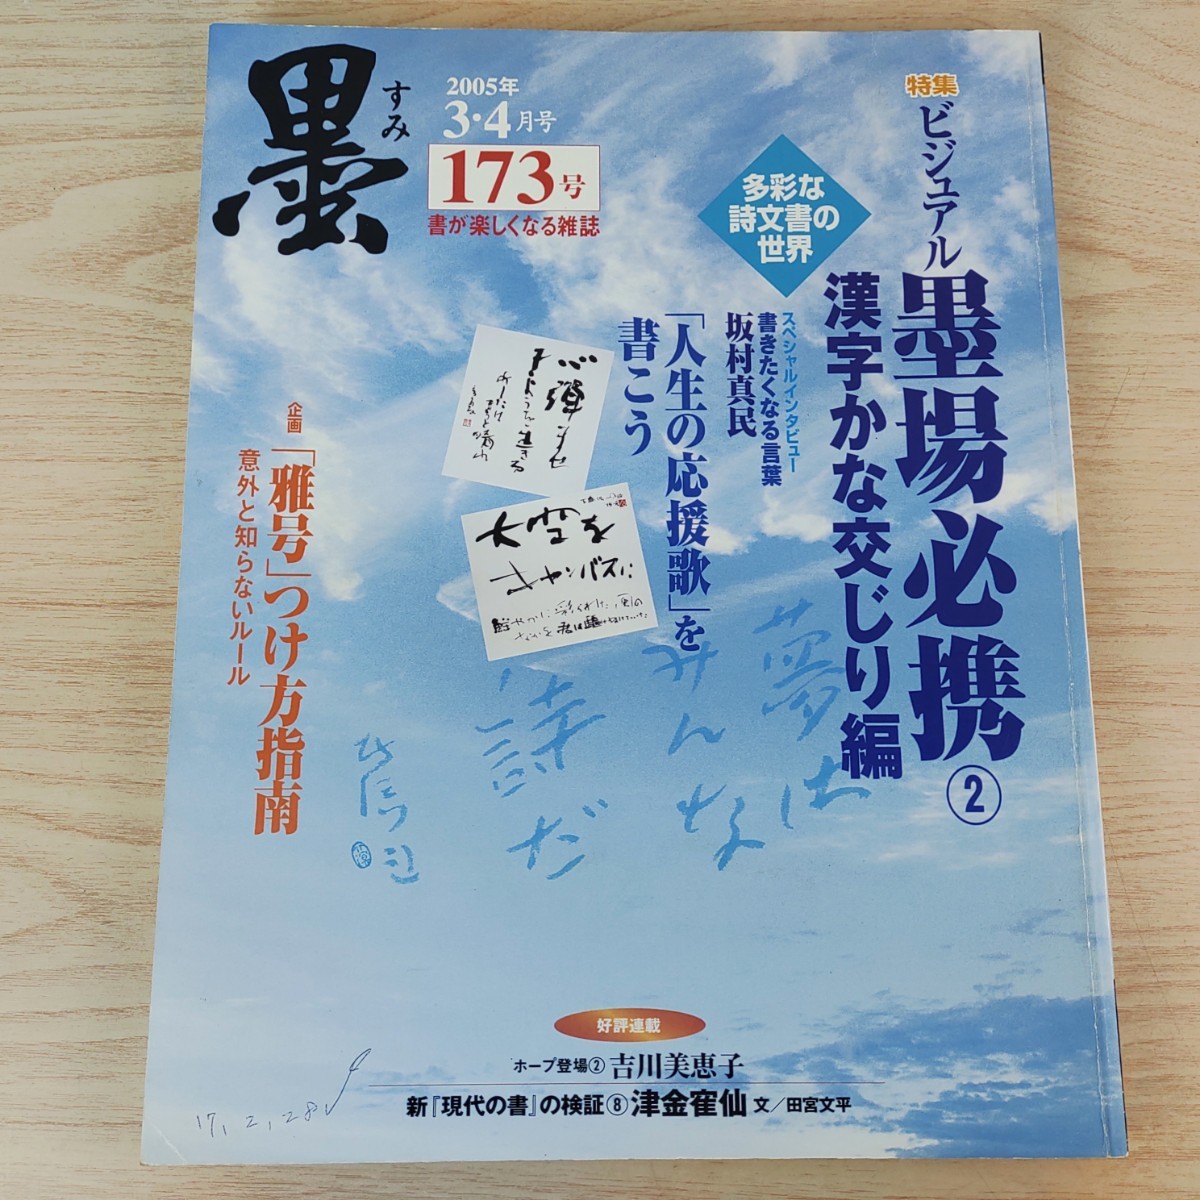 墨
すみ
2005年
3・4月号
173号
書が楽しくなる雑誌
特集
ビジュアル
墨場必携②
漢字かな交じり編
多彩な
詩文書の
世界
スペシャルインタビュー
書きたくなる言葉
坂村真民
「人生の応援歌」を
書こう
大空を
キャンバスに
夢は
みんな
詩だ
企画
「雅号」つけ方指南
意外と知らないルール
好評連載
ホープ登場②吉川美恵子
新『現代の書』の検証⑧津金寉仙 文／田宮文平
17,2,28